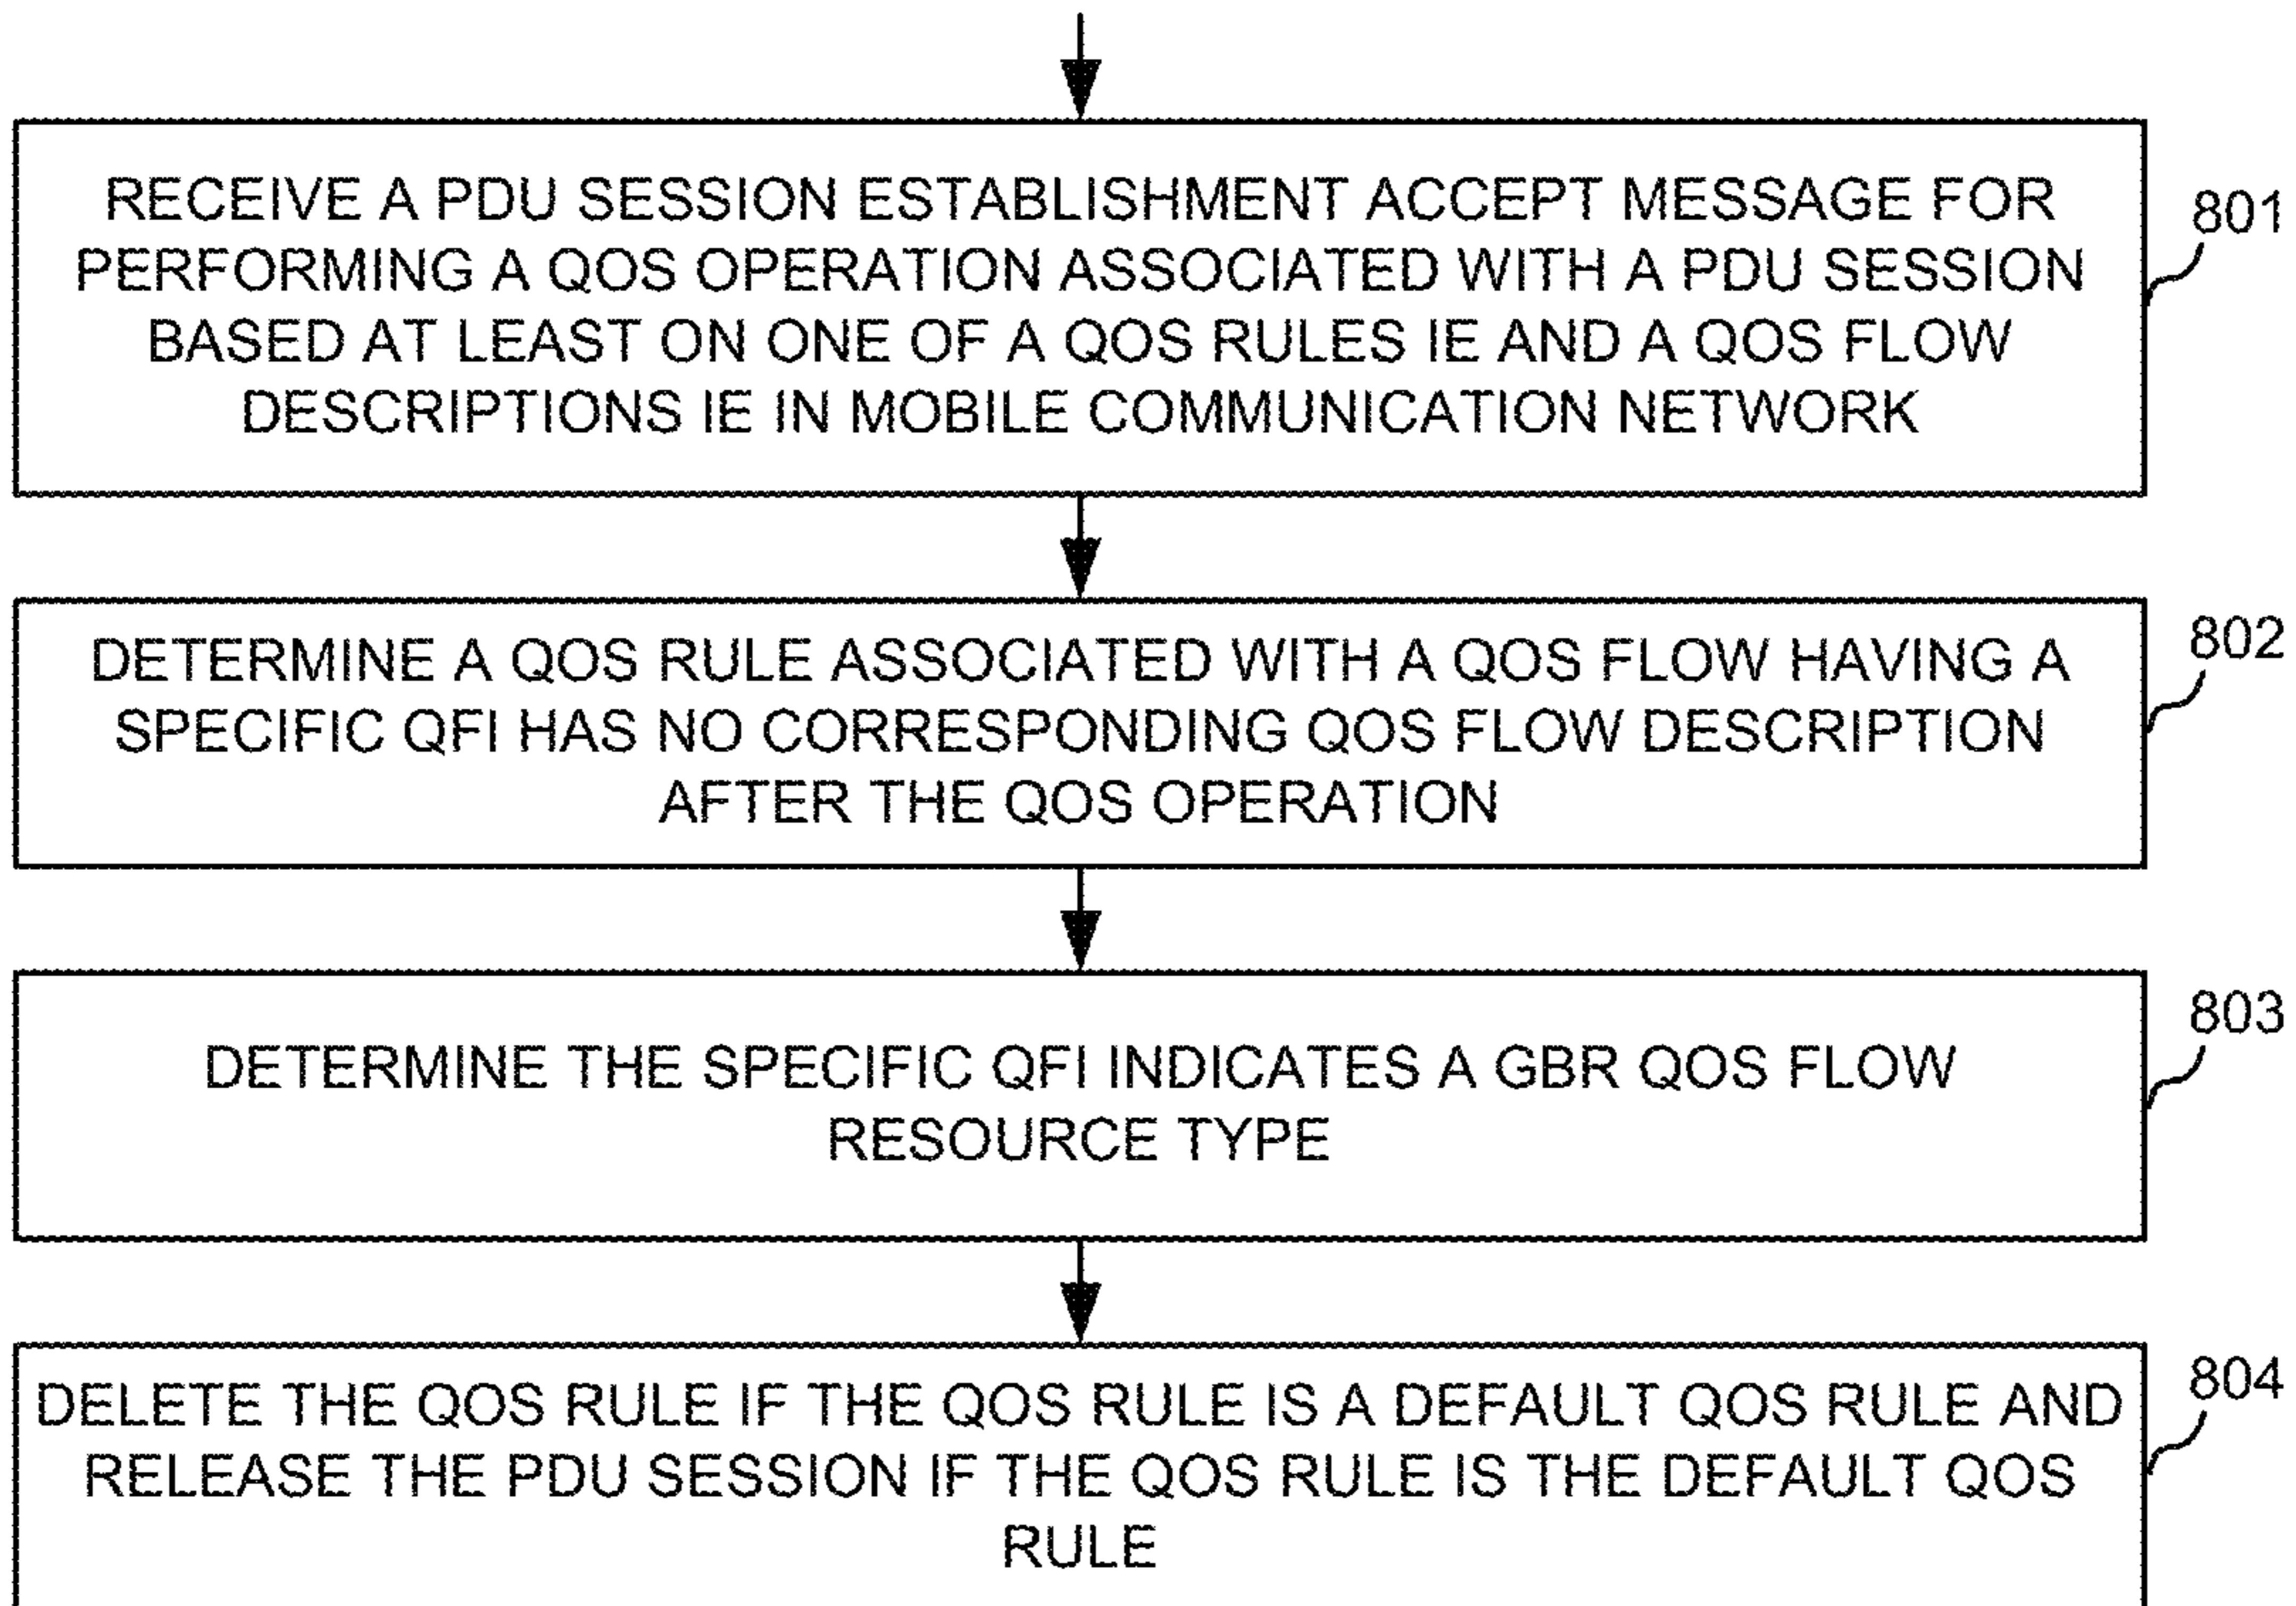 RECEIVE A PDU SESSION ESTABLISHMENT ACCEPT MESSAGE FOR
PERFORMING A QOS OPERATION ASSOCIATED WITH A PDU SESSION
BASED AT LEAST ON ONE OF A QOS RULES IE AND A QOS FLOW
DESCRIPTIONS IE IN MOBILE COMMUNICATION NETWORK
801
DETERMINE A QOS RULE ASSOCIATED WITH A QOS FLOW HAVING A
SPECIFIC QFI HAS NO CORRESPONDING QOS FLOW DESCRIPTION
AFTER THE QOS OPERATION
802
DETERMINE THE SPECIFIC QFI INDICATES A GBR QOS FLOW
RESOURCE TYPE
803
DELETE THE QOS RULE IF THE QOS RULE IS A DEFAULT QOS RULE AND
RELEASE THE PDU SESSION IF THE QOS RULE IS THE DEFAULT QOS
RULE
804